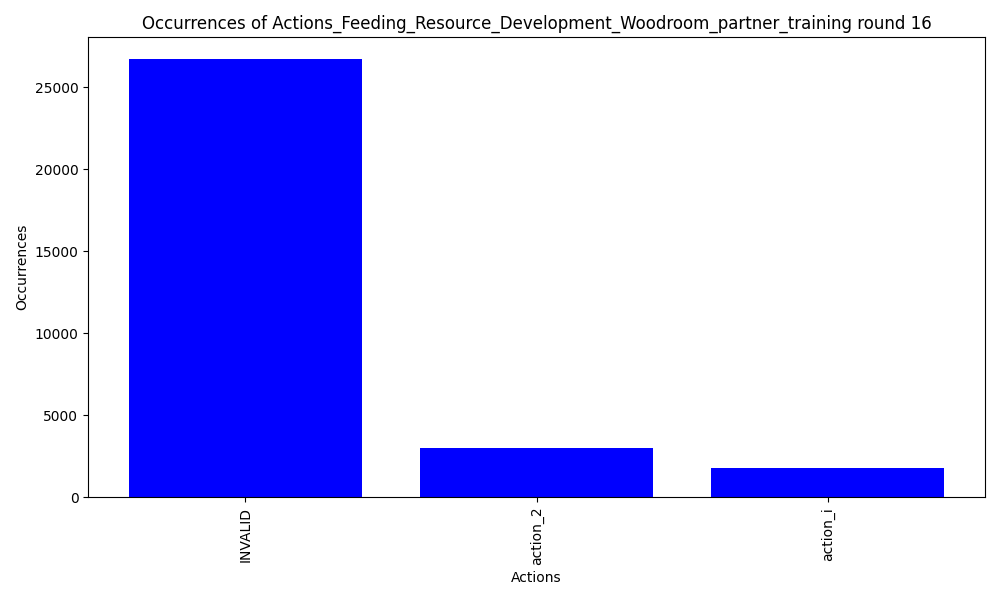 Occurrences of Actions_Feeding_Resource_Development_Woodroom_partner_training round 16
Occurrences
25000
20000
15000
10000
5000
0
INVALID
action_2
action_i
Actions